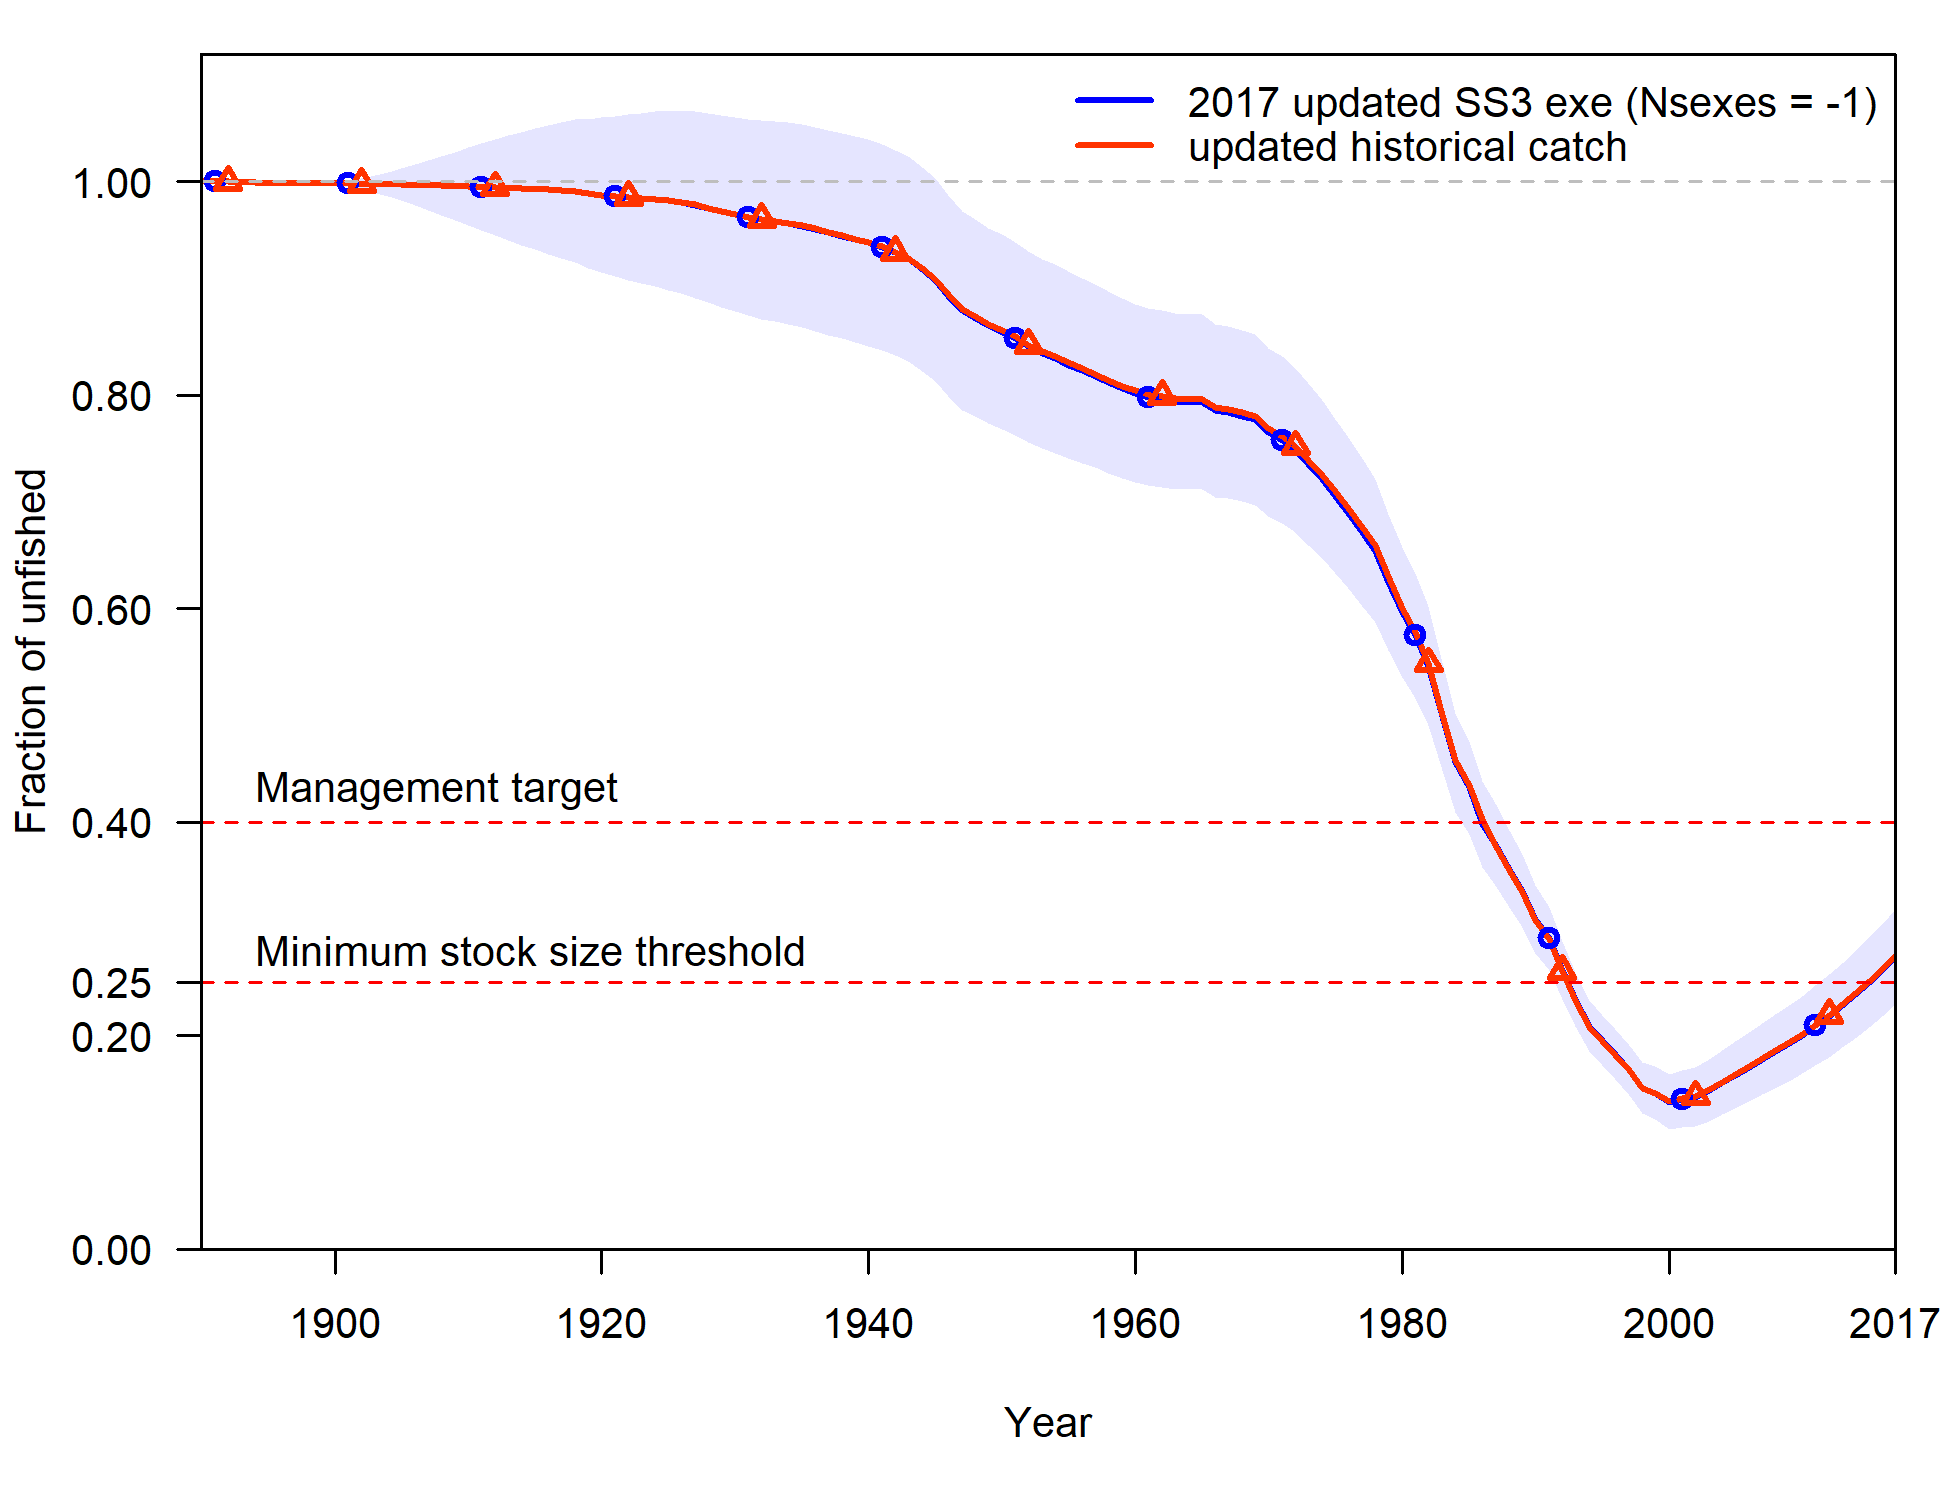 2017 updated SS3 exe (Nsexes = -1)
updated historical catch
1.00
0.80
0.60
0.40
0.25
0.20
0.00
Fraction of unfished
Management target
Minimum stock size threshold
1900
1920
1940
1960
1980
2000
2017
Year